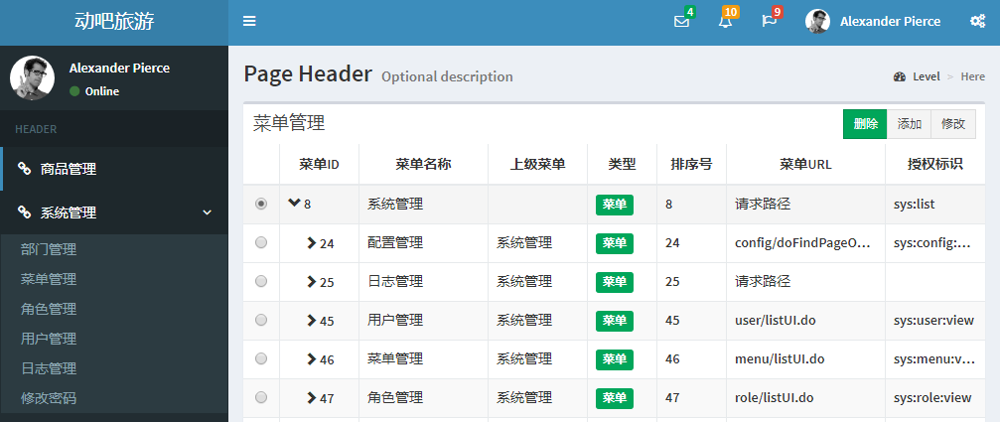 动吧旅游
4
10
9
Alexander Pierce
Alexander Pierce
Online
HEADER
商品管理
系统管理
部门管理
菜单管理
角色管理
用户管理
日志管理
修改密码
Page Header Optional description
Level > Here
菜单管理
删除 添加 修改
菜单ID 菜单名称 上级菜单 类型 排序号 菜单URL 授权标识
8 系统管理 菜单 8 请求路径 sys:list
24 配置管理 系统管理 菜单 24 config/doFindPageO... sys:config:...
25 日志管理 系统管理 菜单 25 请求路径
45 用户管理 系统管理 菜单 45 user/listUI.do sys:user:view
46 菜单管理 系统管理 菜单 46 menu/listUI.do sys:menu:v...
47 角色管理 系统管理 菜单 47 role/listUI.do sys:role:view